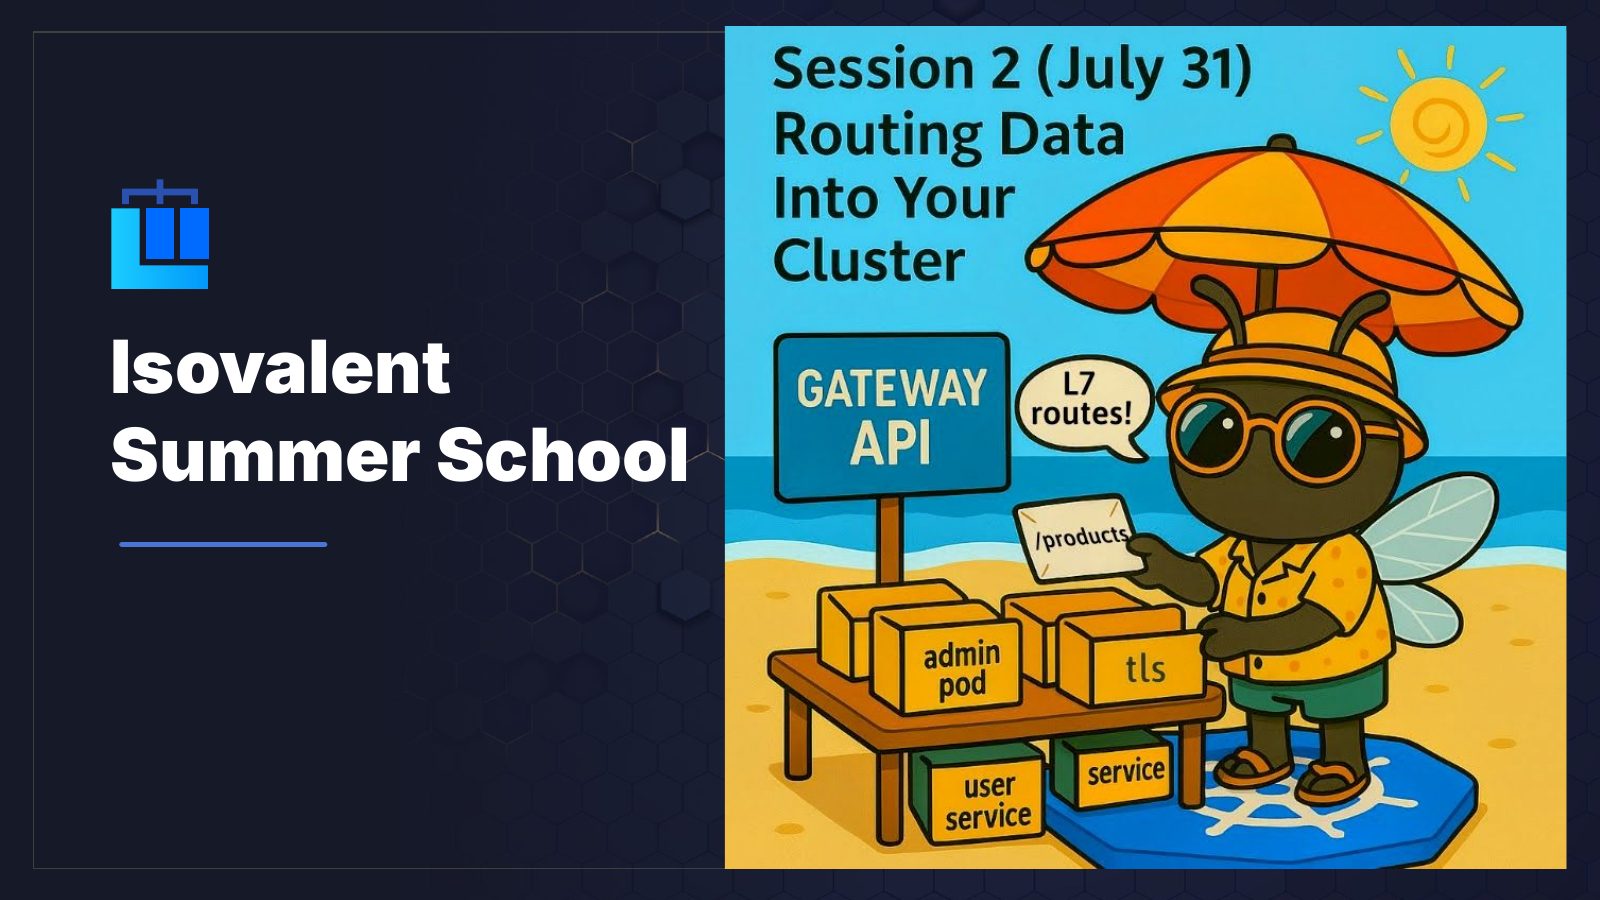 Isovalent
Summer School
Session 2 (July 31)
Routing Data
Into Your
Cluster
GATEWAY
API
L7
routes!
/products
admin
pod
tls
user
service
service